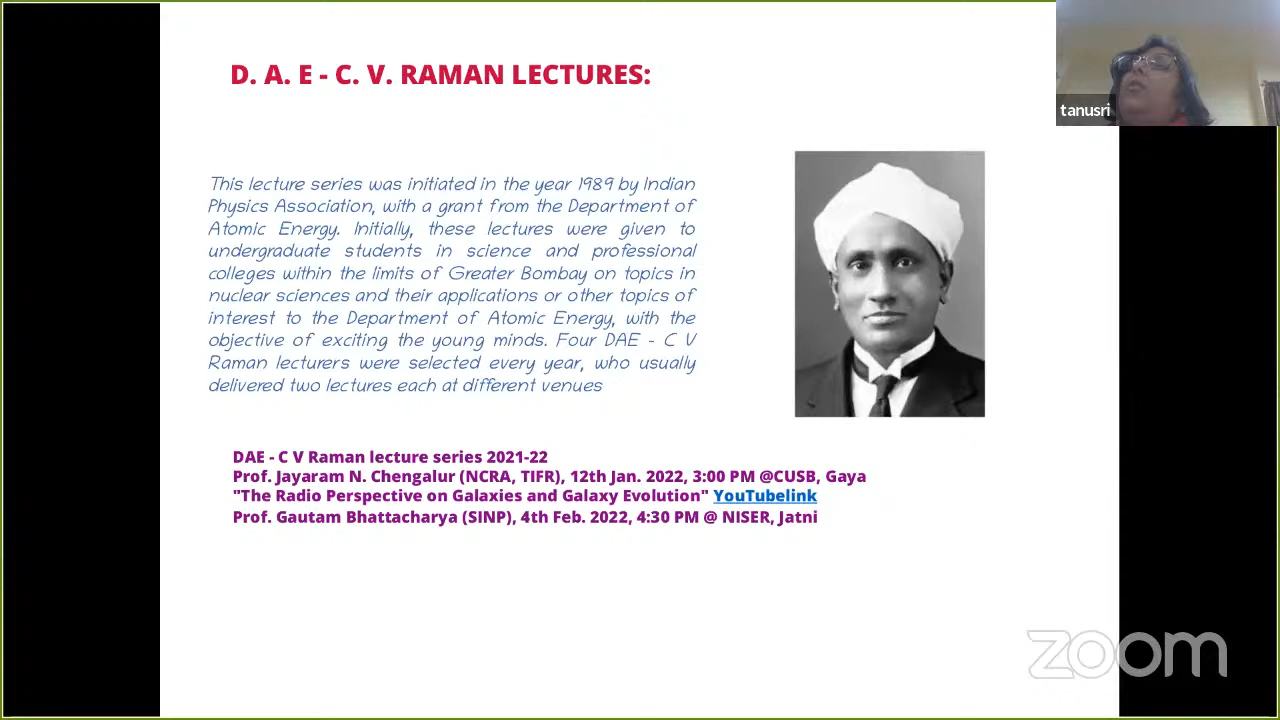 D. A. E - C. V. RAMAN LECTURES:
tanusri
This lecture series was initiated in the year 1989 by Indian
Physics Association, with a grant from the Department of
Atomic Energy. Initially, these lectures were given to
undergraduate students in science and professional
colleges within the limits of Greater Bombay on topics in
nuclear sciences and their applications or other topics of
interest to the Department of Atomic Energy, with the
objective of exciting the young minds. Four DAE - C V
Raman lecturers were selected every year, who usually
delivered two lectures each at different venues
DAE - C V Raman lecture series 2021-22
Prof. Jayaram N. Chengalur (NCRA, TIFR), 12th Jan. 2022, 3:00 PM @CUSB, Gaya
"The Radio Perspective on Galaxies and Galaxy Evolution" YouTubelink
Prof. Gautam Bhattacharya (SINP), 4th Feb. 2022, 4:30 PM @ NISER, Jatni
zoom